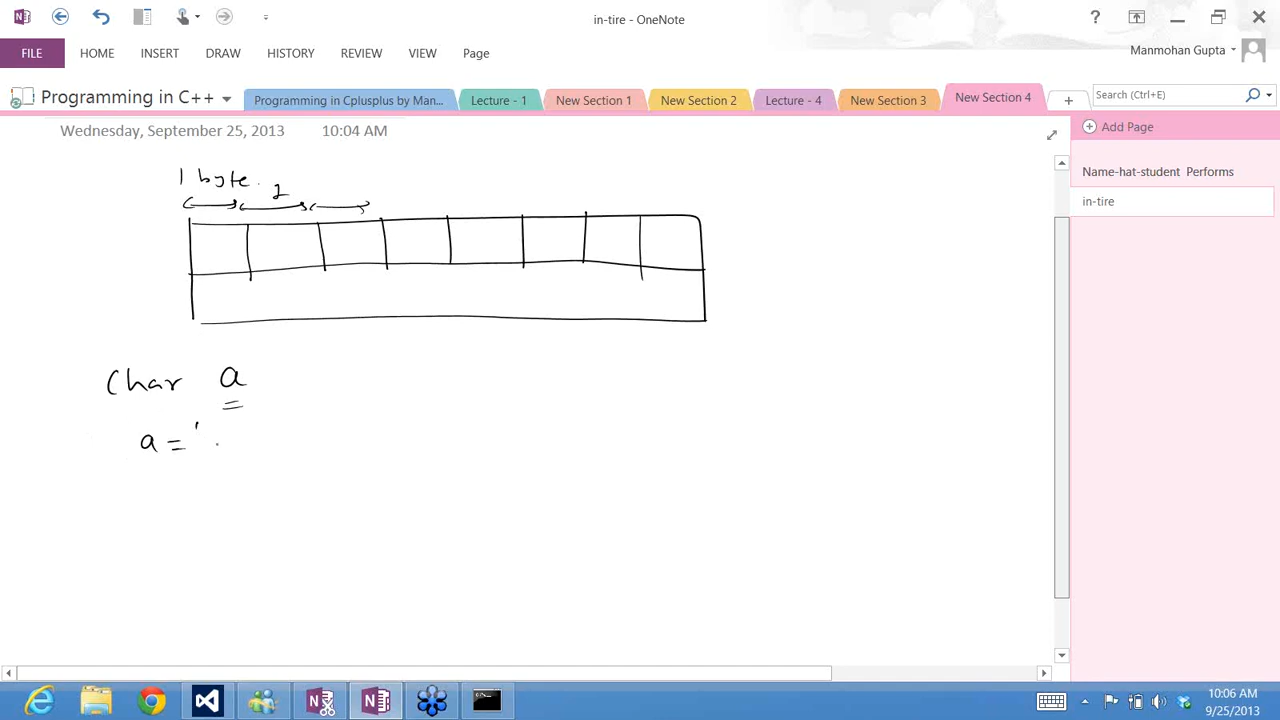 in-tire - OneNote
?
FILE HOME INSERT DRAW HISTORY REVIEW VIEW Page
Manmohan Gupta
Programming in C++
Programming in Cplusplus by Man...
Lecture - 1
New Section 1
New Section 2
Lecture - 4
New Section 3
New Section 4
Search (Ctrl+E)
Wednesday, September 25, 2013 10:04 AM
Add Page
Name-hat-student Performs
in-tire
1 byte. 1
Char a
a = '
10:06 AM
9/25/2013